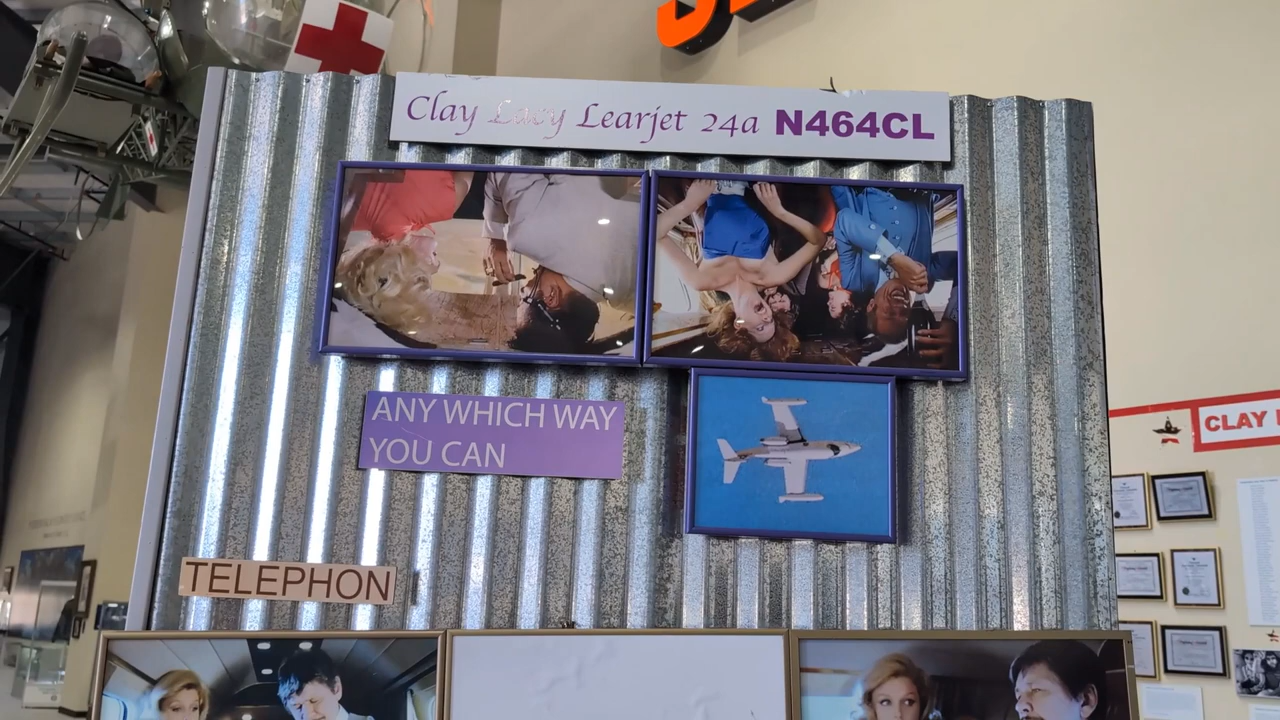 Clay Lacy Learjet 24a N464CL
ANY WHICH WAY
YOU CAN
TELEPHON
CLAY